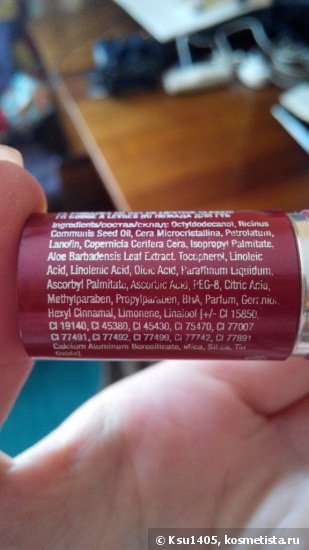 Ingredients/состав/склад: Octyldodecanol, Ricinus
Communis Seed Oil, Cera Microcristallina, Petrolatum,
Lanolin, Copernicia Cerifera Cera, Isopropyl Palmitate,
Aloe Barbadensis Leaf Extract, Tocopherol, Linoleic
Acid, Linolenic Acid, Oleic Acid, Paraffinum Liquidum,
Ascorbyl Palmitate, Ascorbic Acid, PEG-8, Citric Acid,
Methylparaben, Propylparaben, BHA, Parfum, Geraniol,
Hexyl Cinnamal, Limonene, Linalool [+/- CI 15850,
CI 19140, CI 45380, CI 45430, CI 75470, CI 77007
CI 77491, CI 77492, CI 77499, CI 77742, CI 77891
Calcium Aluminum Borosilicate, Mica, Silica, Tin
Oxide]
© Ksu1405, kosmetista.ru